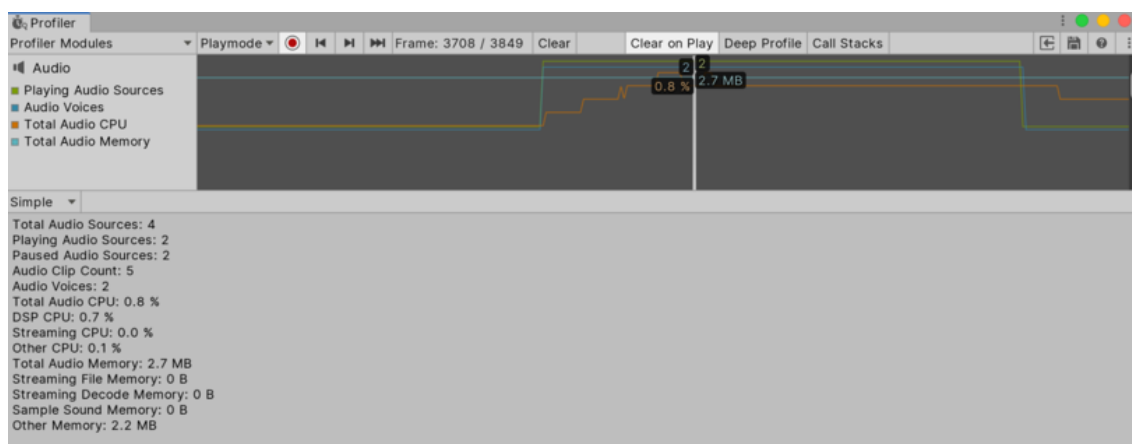 Profiler
Profiler Modules Playmode Frame: 3708 / 3849 Clear Clear on Play Deep Profile Call Stacks
Audio
Playing Audio Sources
Audio Voices
Total Audio CPU
Total Audio Memory
2 2
0.8 % 2.7 MB
Simple
Total Audio Sources: 4
Playing Audio Sources: 2
Paused Audio Sources: 2
Audio Clip Count: 5
Audio Voices: 2
Total Audio CPU: 0.8 %
DSP CPU: 0.7 %
Streaming CPU: 0.0 %
Other CPU: 0.1 %
Total Audio Memory: 2.7 MB
Streaming File Memory: 0 B
Streaming Decode Memory: 0 B
Sample Sound Memory: 0 B
Other Memory: 2.2 MB